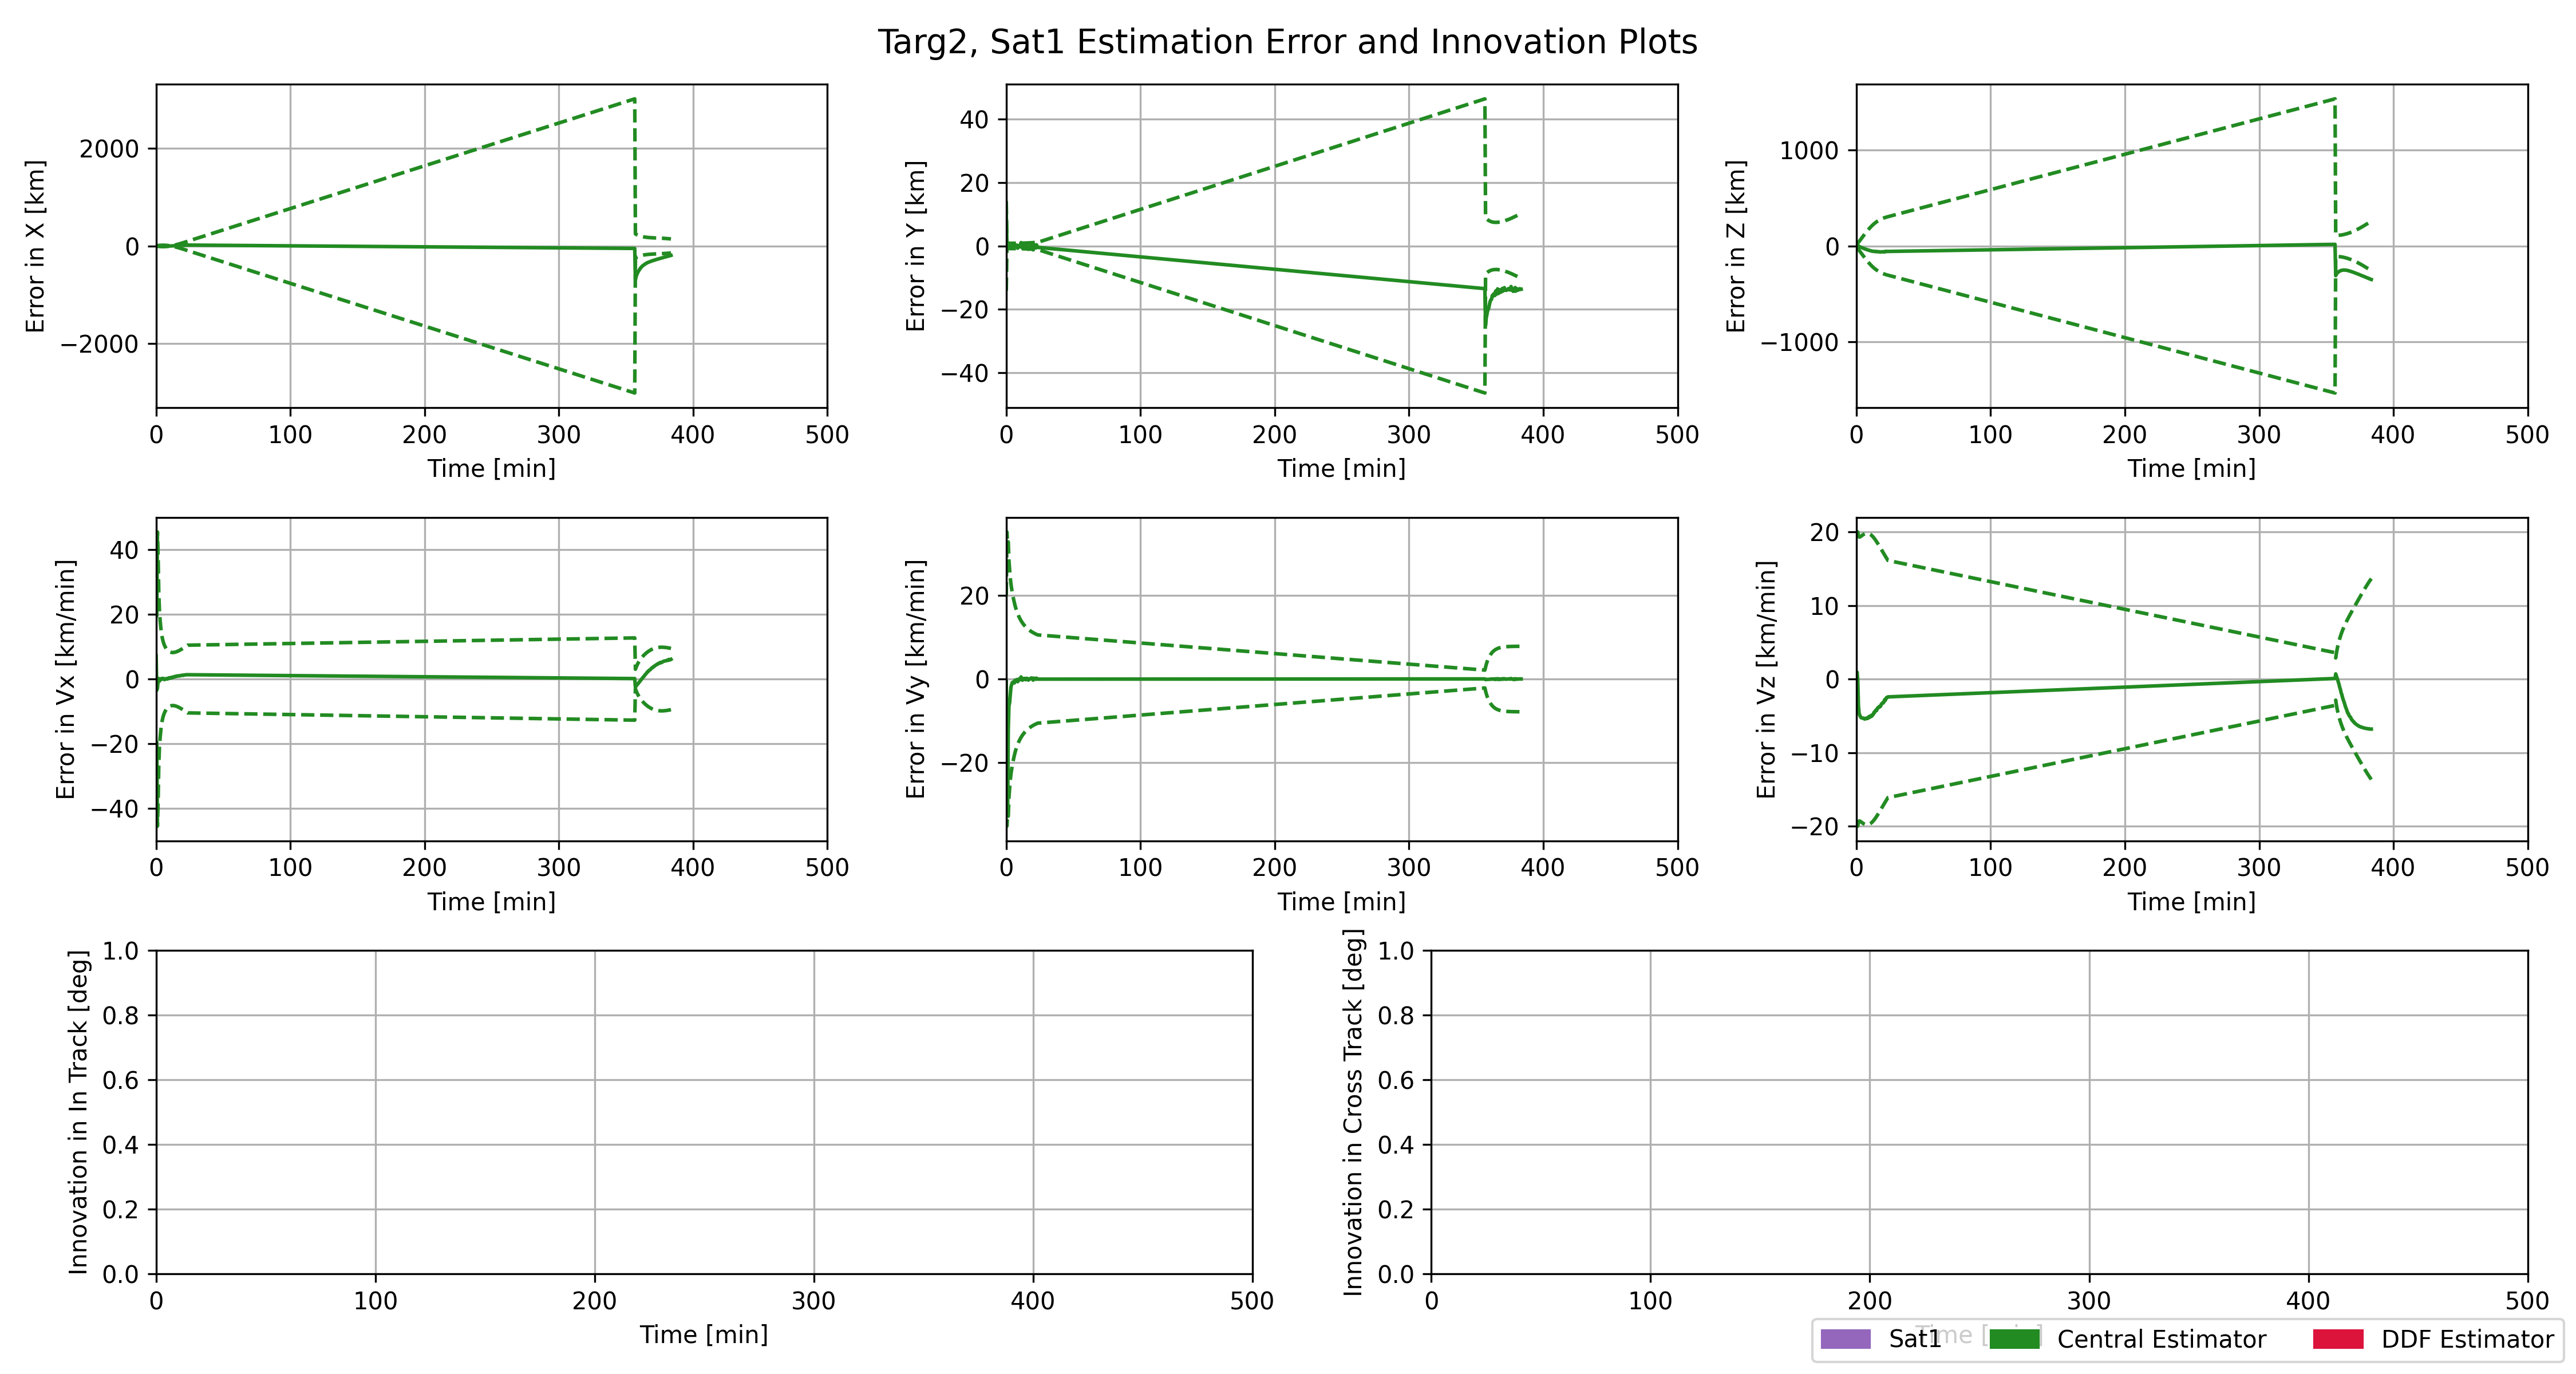 Targ2, Sat1 Estimation Error and Innovation Plots
Error in X [km]
2000
0
−2000
0 100 200 300 400 500
Time [min]
Error in Y [km]
40
20
0
−20
−40
0 100 200 300 400 500
Time [min]
Error in Z [km]
1000
0
−1000
0 100 200 300 400 500
Time [min]
Error in Vx [km/min]
40
20
0
−20
−40
0 100 200 300 400 500
Time [min]
Error in Vy [km/min]
20
0
−20
0 100 200 300 400 500
Time [min]
Error in Vz [km/min]
20
10
0
−10
−20
0 100 200 300 400 500
Time [min]
Innovation in In Track [deg]
1.0
0.8
0.6
0.4
0.2
0.0
0 100 200 300 400 500
Time [min]
Innovation in Cross Track [deg]
1.0
0.8
0.6
0.4
0.2
0.0
0 100 200 300 400 500
Time [min]
Sat1 Central Estimator DDF Estimator